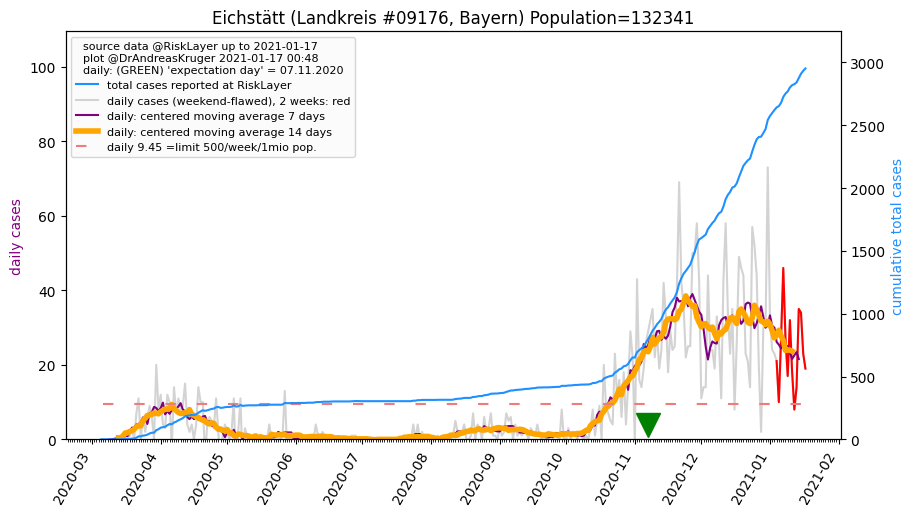 Eichstätt (Landkreis #09176, Bayern) Population=132341
source data @RiskLayer up to 2021-01-17
plot @DrAndreasKruger 2021-01-17 00:48
daily: (GREEN) 'expectation day' = 07.11.2020
total cases reported at RiskLayer
daily cases (weekend-flawed), 2 weeks: red
daily: centered moving average 7 days
daily: centered moving average 14 days
daily 9.45 =limit 500/week/1mio pop.
daily cases
100
80
60
40
20
0
cumulative total cases
3000
2500
2000
1500
1000
500
0
2020-03
2020-04
2020-05
2020-06
2020-07
2020-08
2020-09
2020-10
2020-11
2020-12
2021-01
2021-02